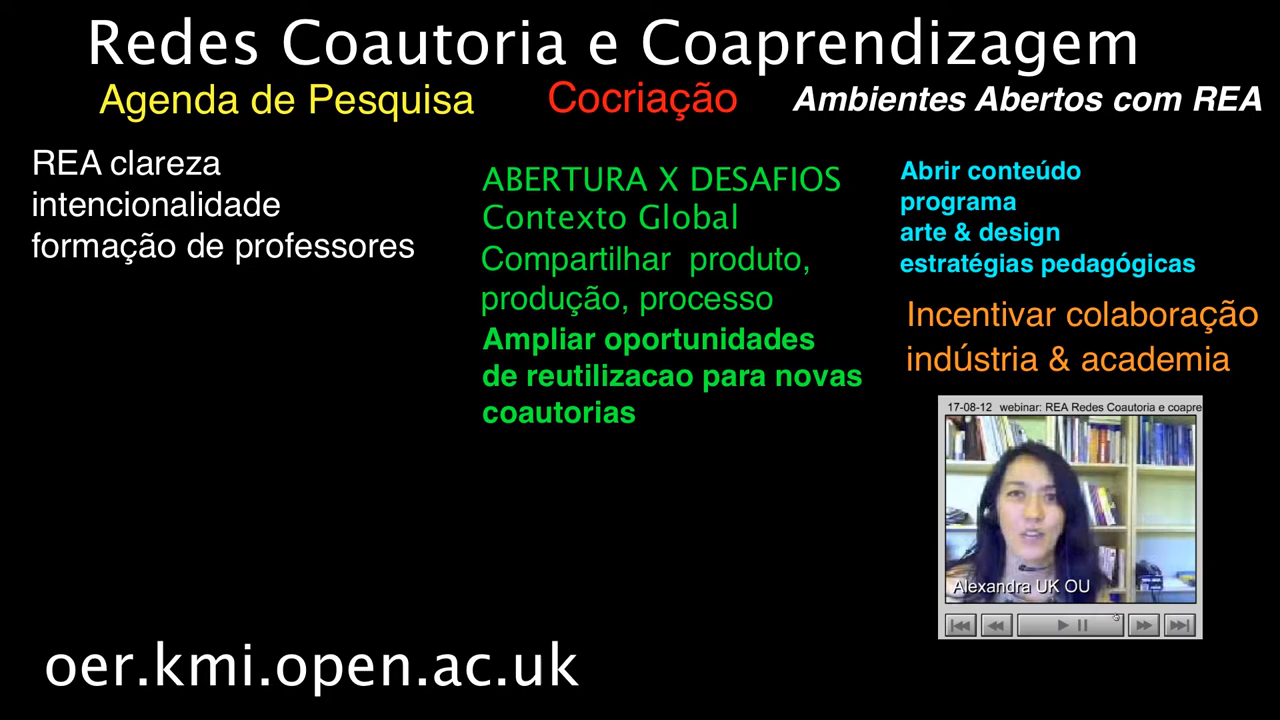 Redes Coautoria e Coaprendizagem
Agenda de Pesquisa
Cocriação
Ambientes Abertos com REA
REA clareza
intencionalidade
formação de professores
ABERTURA X DESAFIOS
Contexto Global
Compartilhar produto,
produção, processo
Ampliar oportunidades
de reutilizacao para novas
coautorias
Abrir conteúdo
programa
arte & design
estratégias pedagógicas
Incentivar colaboração
indústria & academia
17-08-12 webinar: REA Redes Coautoria e coapre
Alexandra UK OU
oer.kmi.open.ac.uk